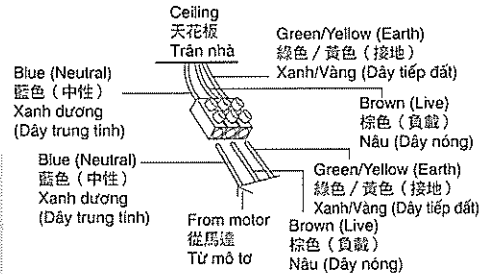 Ceiling
天花板
Trân nhà
Green/Yellow (Earth)
綠色 / 黃色（接地）
Xanh/Vàng (Dây tiếp đất)
Blue (Neutral)
藍色（中性）
Xanh dương
(Dây trung tính)
Brown (Live)
棕色（負載）
Nâu (Dây nóng)
Blue (Neutral)
藍色（中性）
Xanh dương
(Dây trung tính)
Green/Yellow (Earth)
綠色 / 黃色（接地）
Xanh/Vàng (Dây tiếp đất)
From motor
從馬達
Từ mô tơ
Brown (Live)
棕色（負載）
Nâu (Dây nóng)